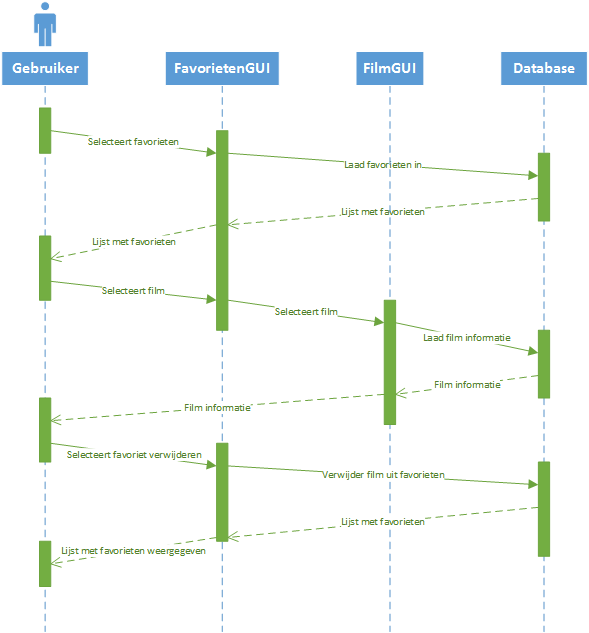 Gebruiker
FavorietenGUI
FilmGUI
Database
Selecteert favorieten
Laad favorieten in
Lijst met favorieten
Lijst met favorieten
Selecteert film
Selecteert film
Laad film informatie
Film informatie
Film informatie
Selecteert favoriet verwijderen
Verwijder film uit favorieten
Lijst met favorieten
Lijst met favorieten weergegeven